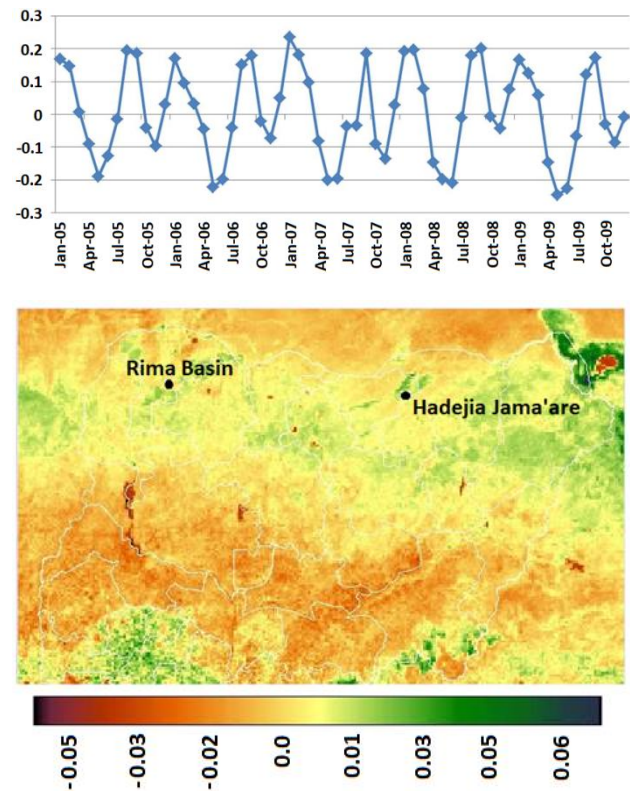 0.3
0.2
0.1
0
-0.1
-0.2
-0.3
Jan-05 Apr-05 Jul-05 Oct-05 Jan-06 Apr-06 Jul-06 Oct-06 Jan-07 Apr-07 Jul-07 Oct-07 Jan-08 Apr-08 Jul-08 Oct-08 Jan-09 Apr-09 Jul-09 Oct-09
Rima Basin
Hadejia Jama'are
-0.05 -0.03 -0.02 0.0 0.01 0.03 0.05 0.06